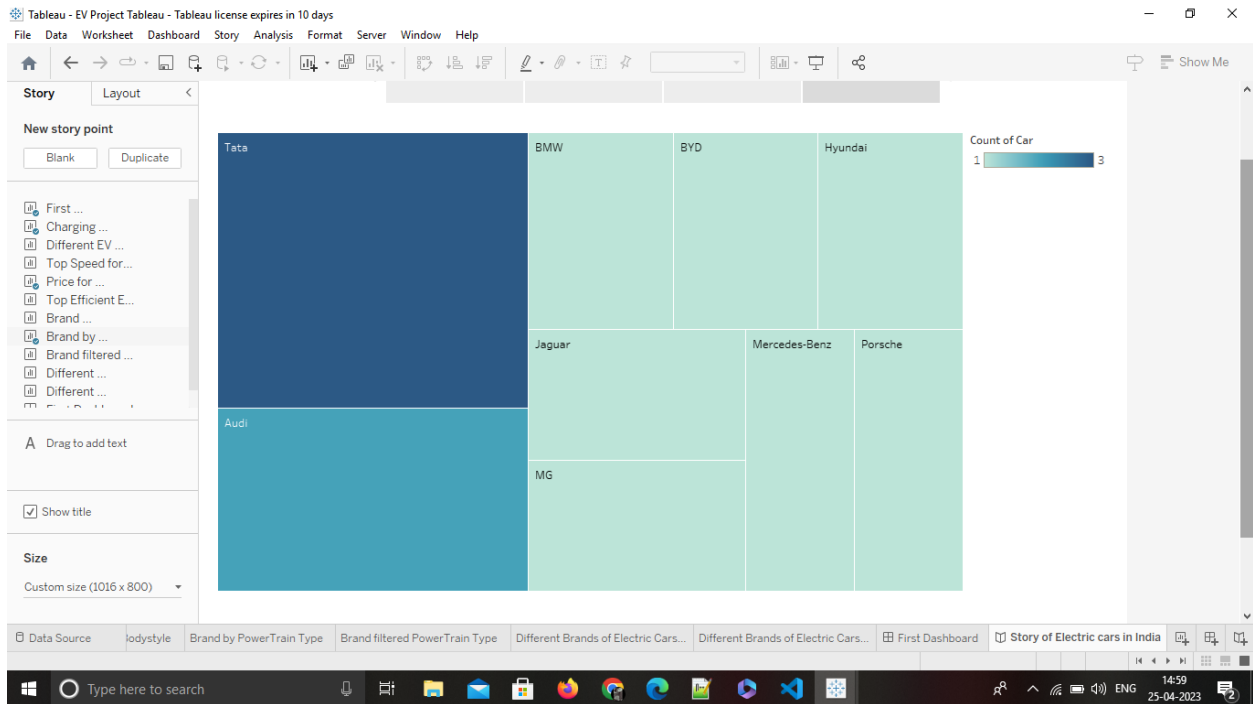 Tableau - EV Project Tableau - Tableau license expires in 10 days
File Data Worksheet Dashboard Story Analysis Format Server Window Help
Show Me
Story Layout
New story point
Blank Duplicate
First ...
Charging ...
Different EV ...
Top Speed for...
Price for ...
Top Efficient E...
Brand ...
Brand by ...
Brand filtered ...
Different ...
Different ...
A Drag to add text
Show title
Size
Custom size (1016 x 800)
Tata
BMW
BYD
Hyundai
Jaguar
Mercedes-Benz
Porsche
Audi
MG
Count of Car
1 3
Data Source Bodystyle Brand by PowerTrain Type Brand filtered PowerTrain Type Different Brands of Electric Cars... Different Brands of Electric Cars... First Dashboard Story of Electric cars in India
Type here to search
ENG
14:59
25-04-2023
2